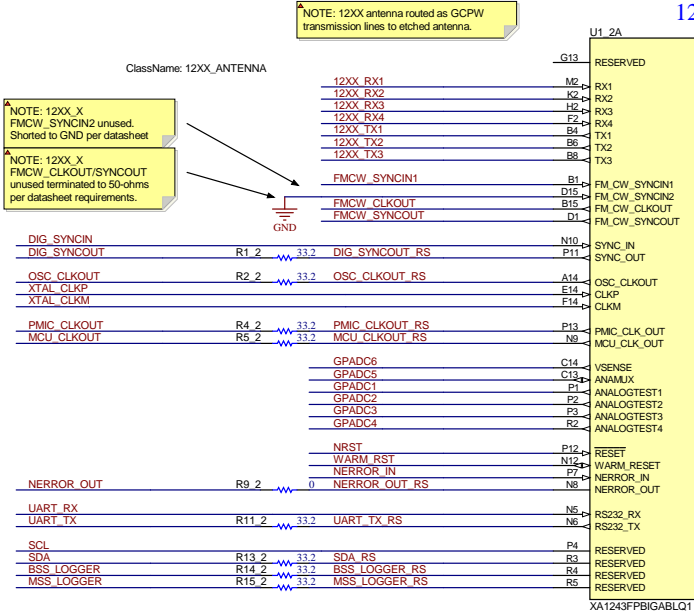 NOTE: 12XX antenna routed as GCPW
transmission lines to etched antenna.
12
U1_2A
ClassName: 12XX_ANTENNA
G13 RESERVED
12XX_RX1 M2 RX1
12XX_RX2 K2 RX2
12XX_RX3 H2 RX3
12XX_RX4 F2 RX4
12XX_TX1 B4 TX1
12XX_TX2 B6 TX2
12XX_TX3 B8 TX3
NOTE: 12XX_X
FMCW_SYNCIN2 unused.
Shorted to GND per datasheet
NOTE: 12XX_X
FMCW_CLKOUT/SYNCOUT
unused terminated to 50-ohms
per datasheet requirements.
FMCW_SYNCIN1 B1 FM_CW_SYNCIN1
D15 FM_CW_SYNCIN2
FMCW_CLKOUT B15 FM_CW_CLKOUT
FMCW_SYNCOUT D1 FM_CW_SYNCOUT
GND
DIG_SYNCIN N10 SYNC_IN
DIG_SYNCOUT R1_2 33.2 DIG_SYNCOUT_RS P11 SYNC_OUT
OSC_CLKOUT R2_2 33.2 OSC_CLKOUT_RS A14 OSC_CLKOUT
XTAL_CLKP E14 CLKP
XTAL_CLKM F14 CLKM
PMIC_CLKOUT R4_2 33.2 PMIC_CLKOUT_RS P13 PMIC_CLK_OUT
MCU_CLKOUT R5_2 33.2 MCU_CLKOUT_RS N9 MCU_CLK_OUT
GPADC6 C14 VSENSE
GPADC5 C13 ANAMUX
GPADC1 P1 ANALOGTEST1
GPADC2 P2 ANALOGTEST2
GPADC3 P3 ANALOGTEST3
GPADC4 R2 ANALOGTEST4
NRST P12 RESET
WARM_RST N12 WARM_RESET
NERROR_IN P7 NERROR_IN
NERROR_OUT R9_2 0 NERROR_OUT_RS N8 NERROR_OUT
UART_RX N5 RS232_RX
UART_TX R11_2 33.2 UART_TX_RS N6 RS232_TX
SCL P4 RESERVED
SDA R13_2 33.2 SDA_RS R3 RESERVED
BSS_LOGGER R14_2 33.2 BSS_LOGGER_RS R4 RESERVED
MSS_LOGGER R15_2 33.2 MSS_LOGGER_RS R5 RESERVED
XA1243FPBIGABLQ1